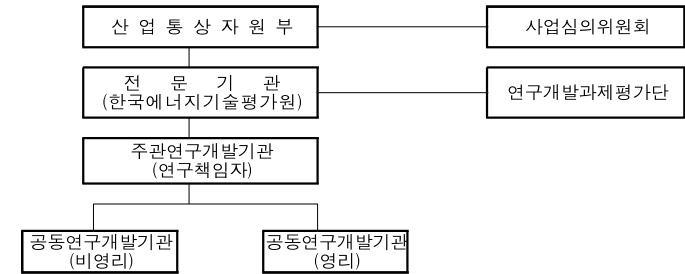 산 업 통 상 자 원 부
사업심의위원회
전 문 기 관
(한국에너지기술평가원)
연구개발과제평가단
주관연구개발기관
(연구책임자)
공동연구개발기관
(비영리)
공동연구개발기관
(영리)